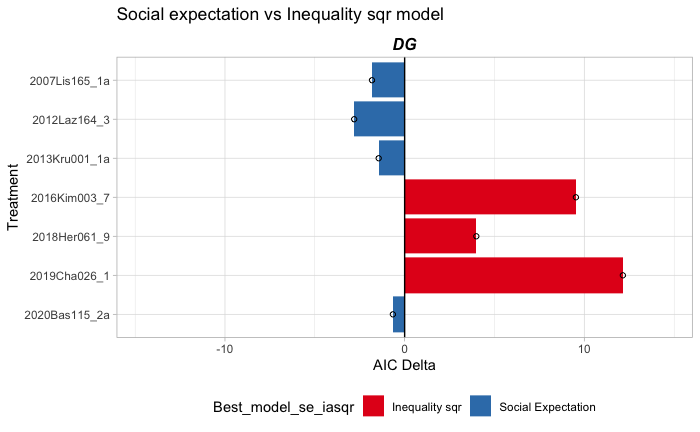 Social expectation vs Inequality sqr model
DG
Treatment
2007Lis165_1a
2012Laz164_3
2013Kru001_1a
2016Kim003_7
2018Her061_9
2019Cha026_1
2020Bas115_2a
-10 0 10
AIC Delta
Best_model_se_iasqr Inequality sqr Social Expectation